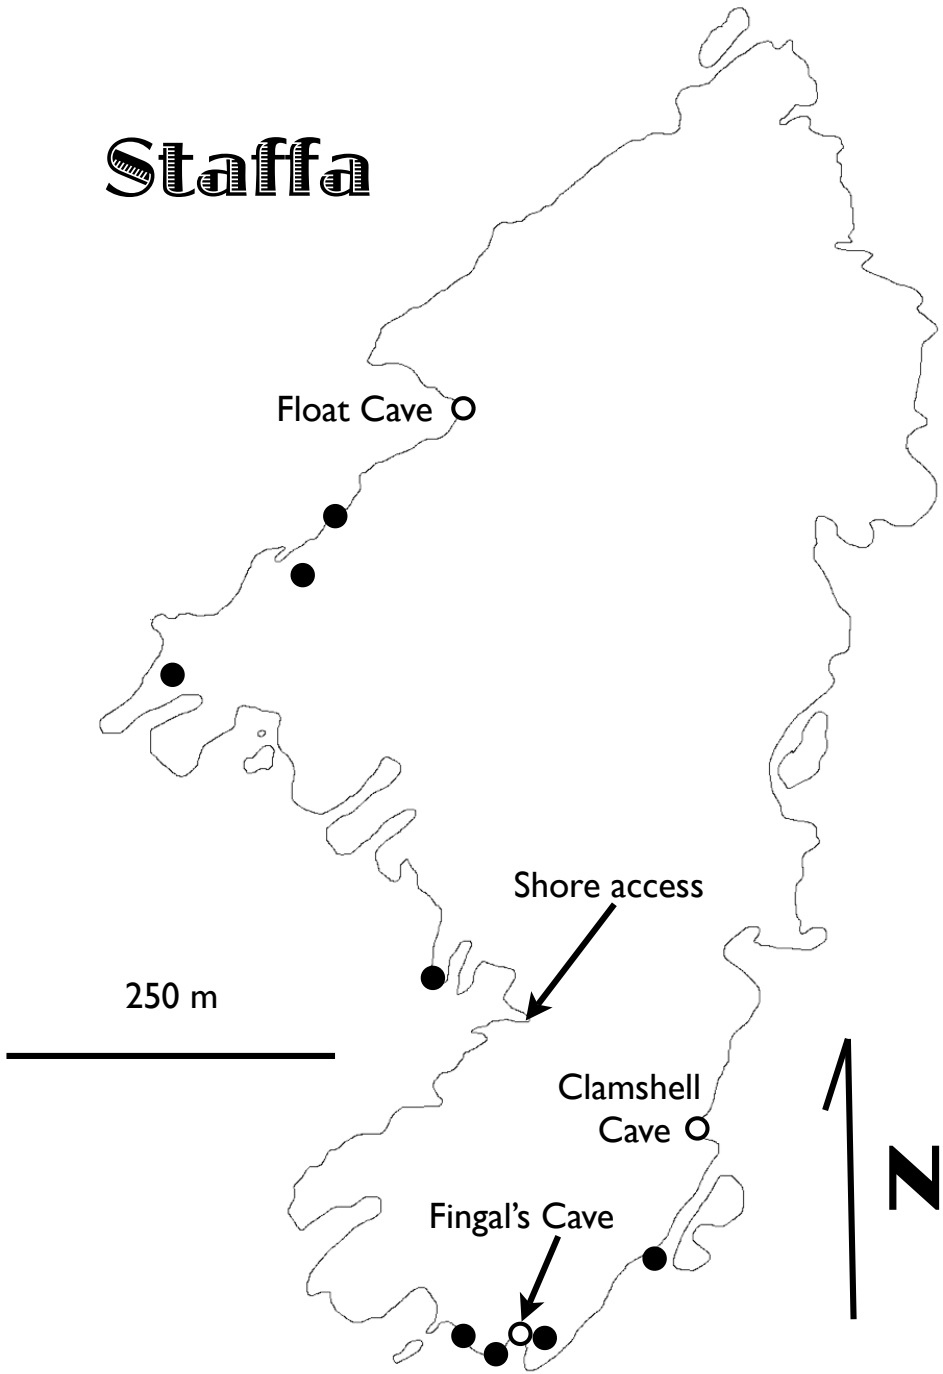 Staffa
Float Cave
Shore access
250 m
Clamshell
Cave
N
Fingal's Cave